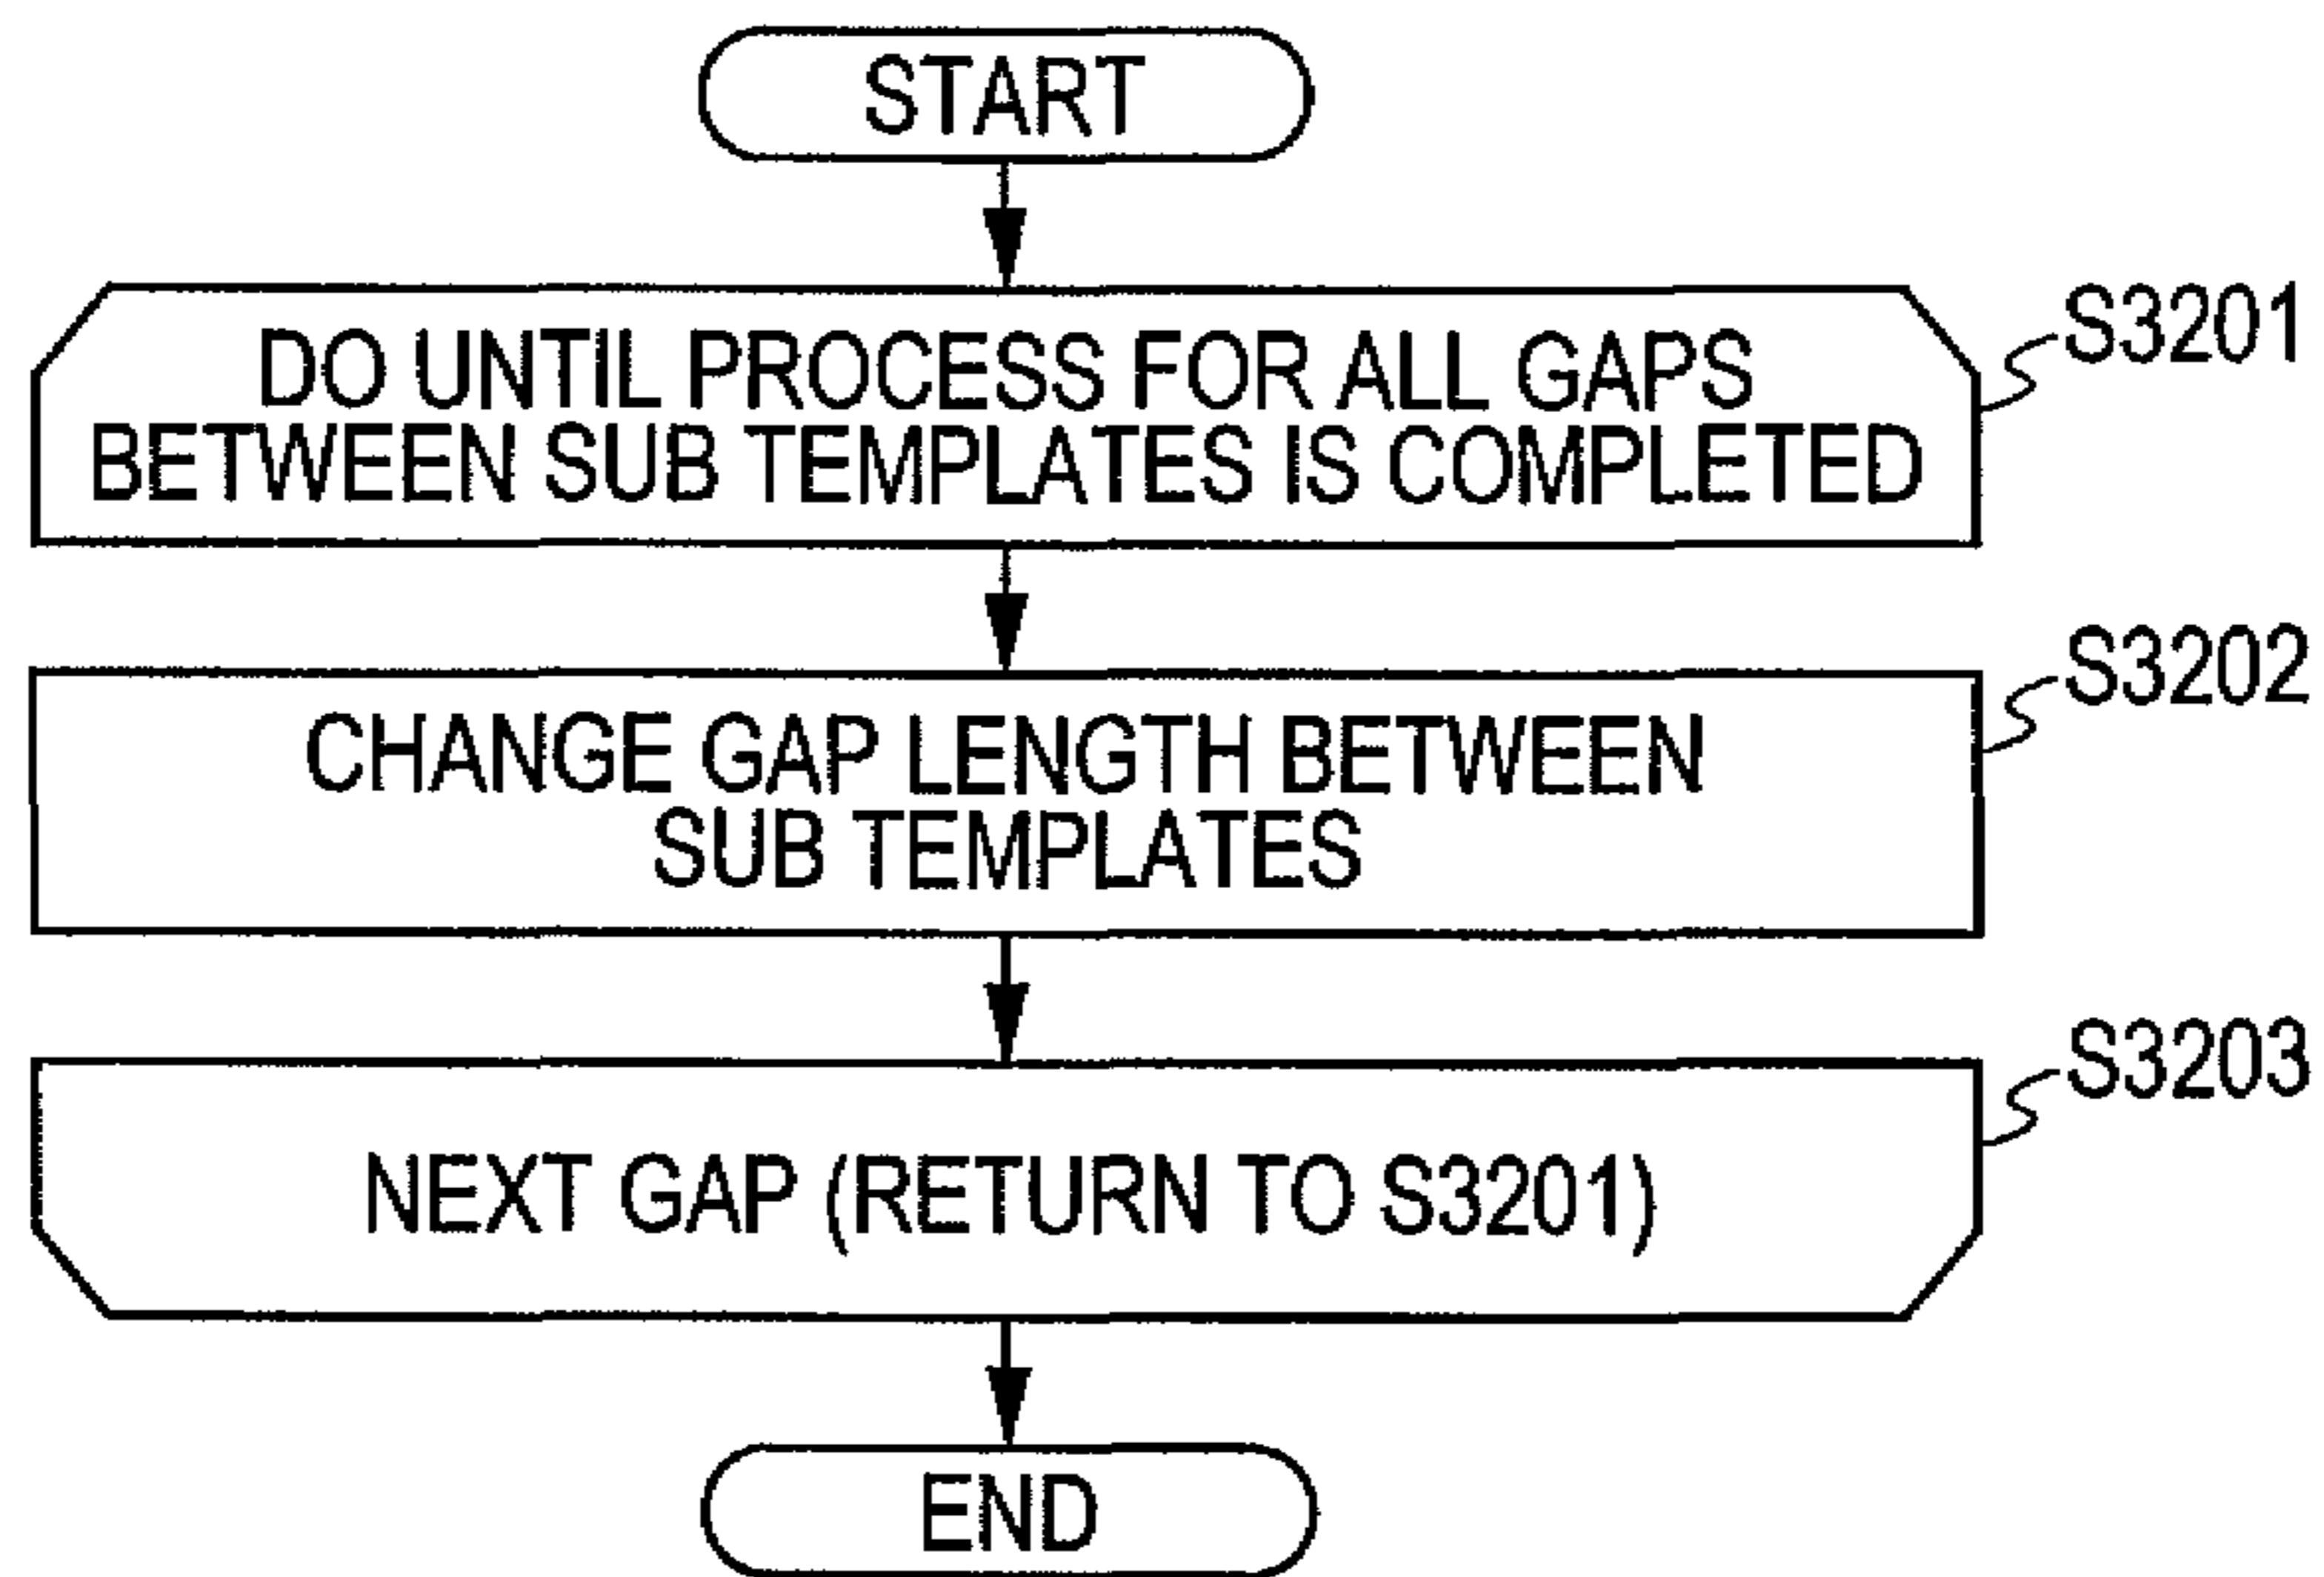 START
DO UNTIL PROCESS FOR ALL GAPS
BETWEEN SUB TEMPLATES IS COMPLETED
S3201
CHANGE GAP LENGTH BETWEEN
SUB TEMPLATES
S3202
NEXT GAP (RETURN TO S3201)
S3203
END